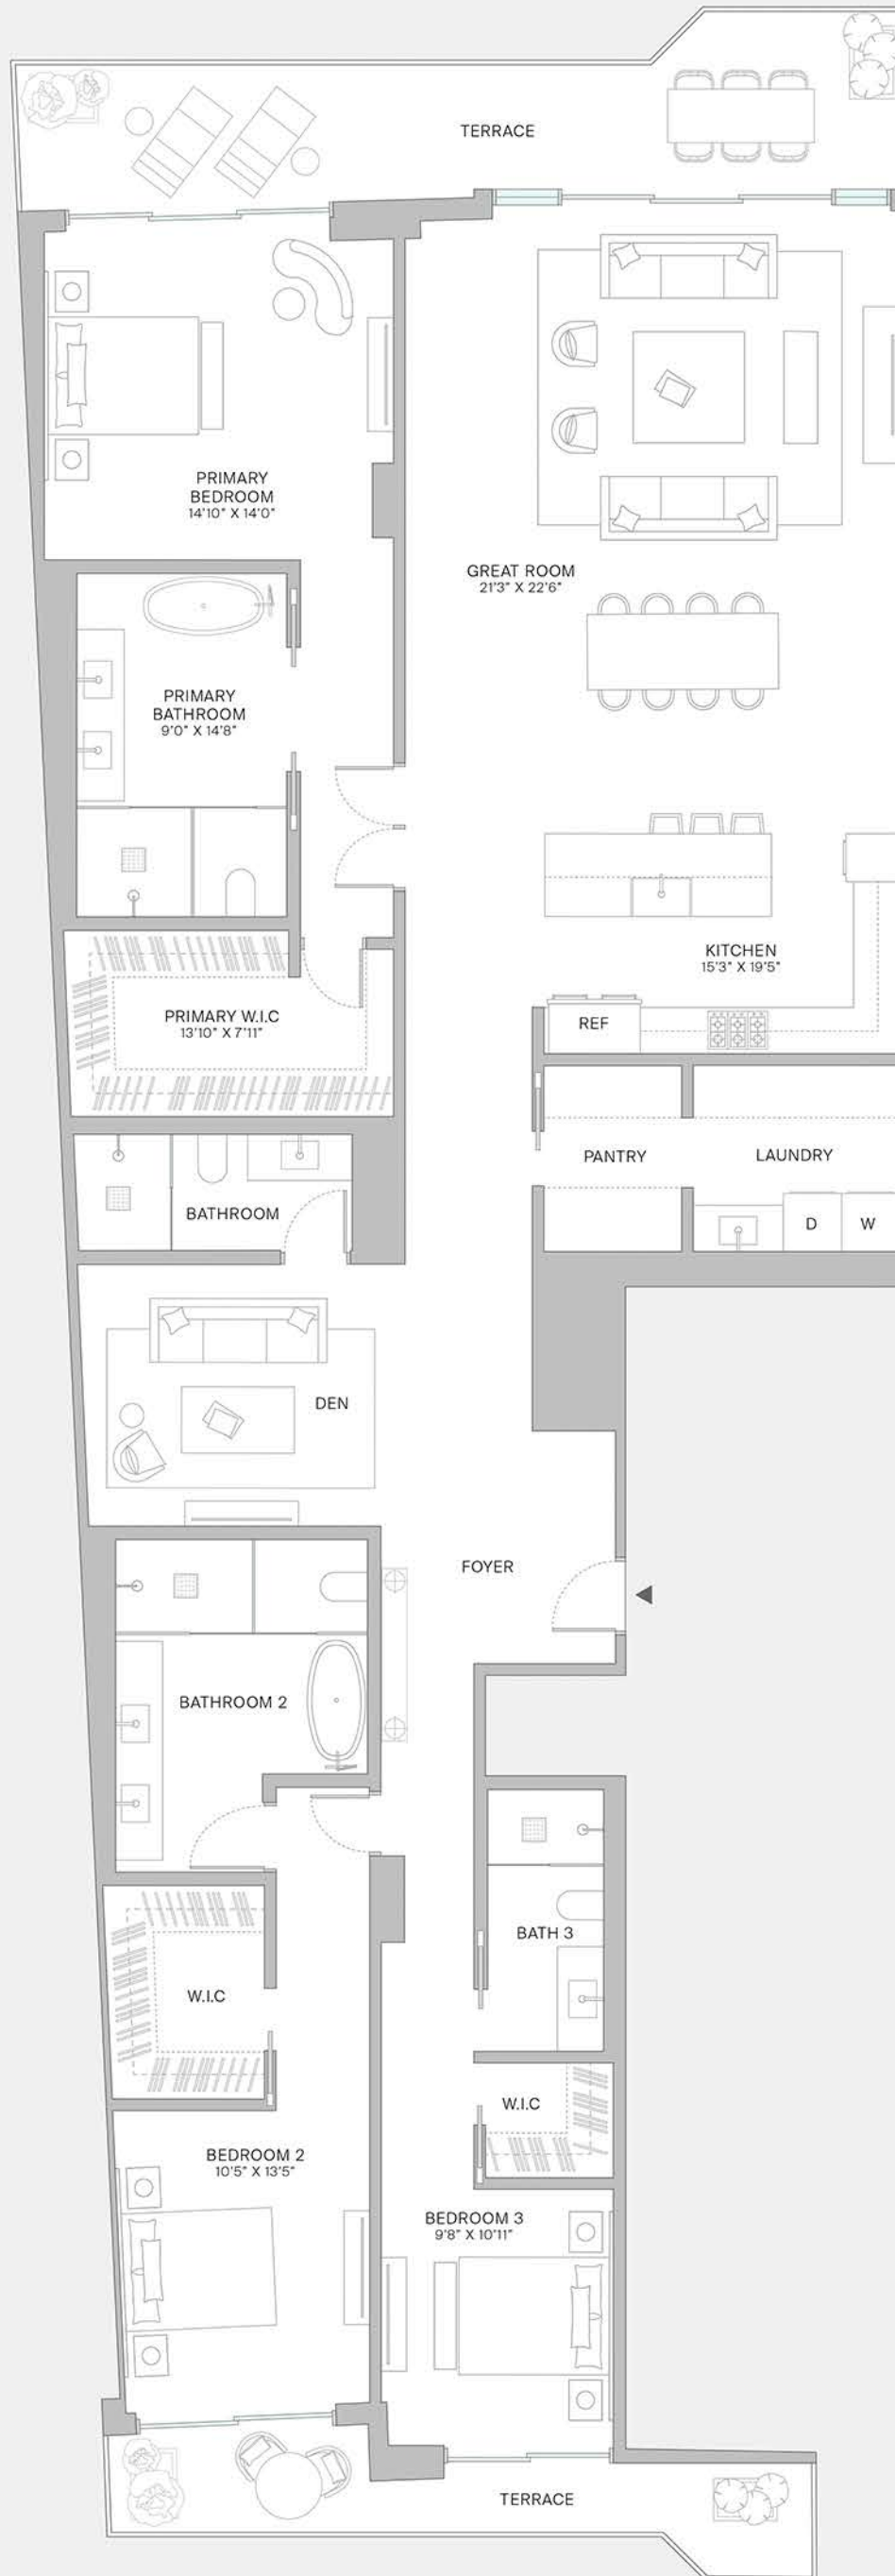 TERRACE
PRIMARY
BEDROOM
14'10" X 14'0"
GREAT ROOM
21'3" X 22'6"
PRIMARY
BATHROOM
9'0" X 14'8"
KITCHEN
15'3" X 19'5"
PRIMARY W.I.C
13'10" X 7'11"
REF
PANTRY
LAUNDRY
BATHROOM
D
W
DEN
FOYER
BATHROOM 2
BATH 3
W.I.C
W.I.C
BEDROOM 2
10'5" X 13'5"
BEDROOM 3
9'8" X 10'11"
TERRACE